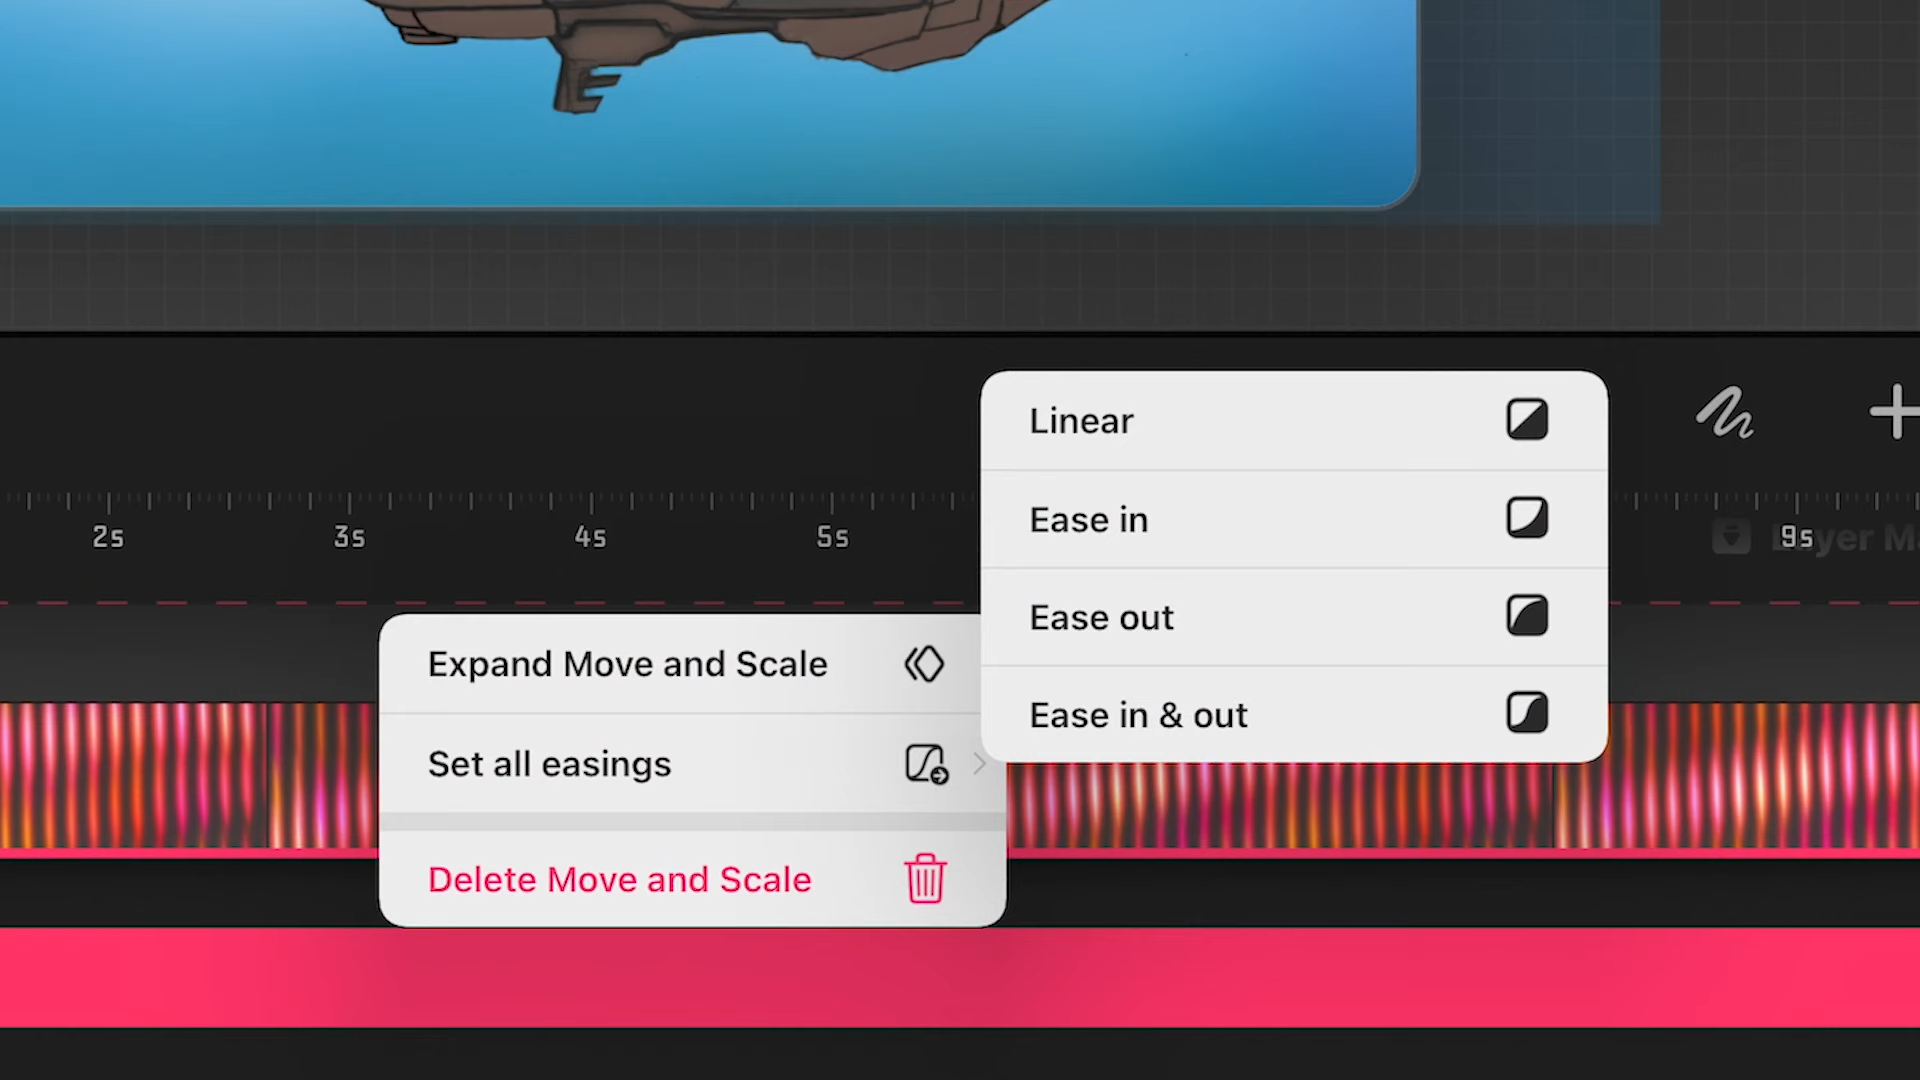 Linear
Ease in
Ease out
Ease in & out
2s
3s
4s
5s
9s
Expand Move and Scale
Set all easings
Delete Move and Scale